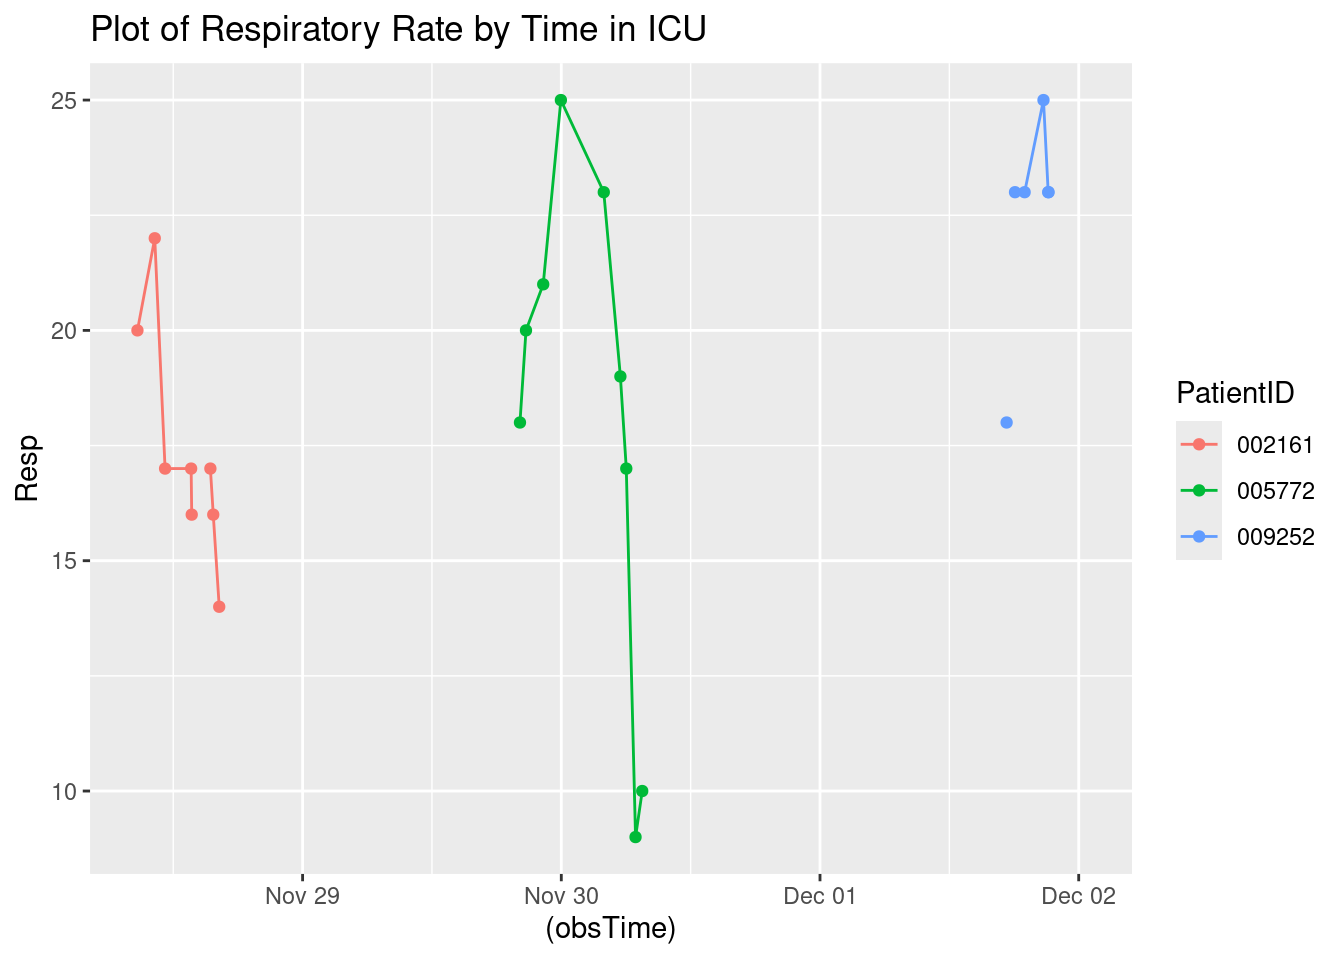 Plot of Respiratory Rate by Time in ICU
25
20
15
10
Resp
Nov 29
Nov 30
Dec 01
Dec 02
(obsTime)
PatientID
002161
005772
009252